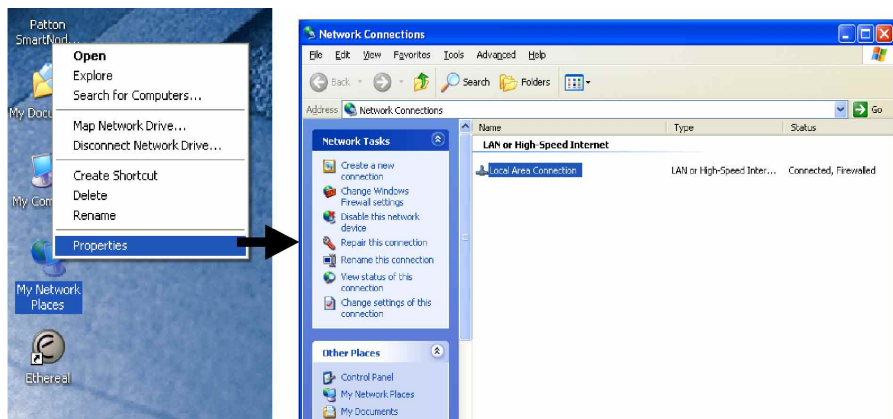 Patton
SmartNod...
Open
Explore
Search for Computers...
My Docu
Map Network Drive...
Disconnect Network Drive...
Create Shortcut
Delete
My Com
Rename
Properties
My Network
Places
Ethereal
Network Connections
File Edit View Favorites Tools Advanced Help
Back Search Folders
Address Network Connections Go
Network Tasks
Create a new
connection
Change Windows
Firewall settings
Disable this network
device
Repair this connection
Rename this connection
View status of this
connection
Change settings of this
connection
Other Places
Control Panel
My Network Places
My Documents
Name Type Status
LAN or High-Speed Internet
Local Area Connection LAN or High-Speed Inter... Connected, Firewalled